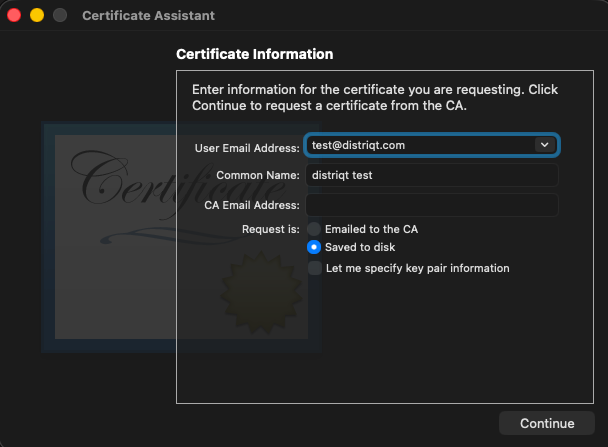 Certificate Assistant
Certificate Information
Enter information for the certificate you are requesting. Click
Continue to request a certificate from the CA.
Certificate
User Email Address: test@distriqt.com
Common Name: distriqt test
CA Email Address:
Request is: Emailed to the CA
Saved to disk
Let me specify key pair information
Continue